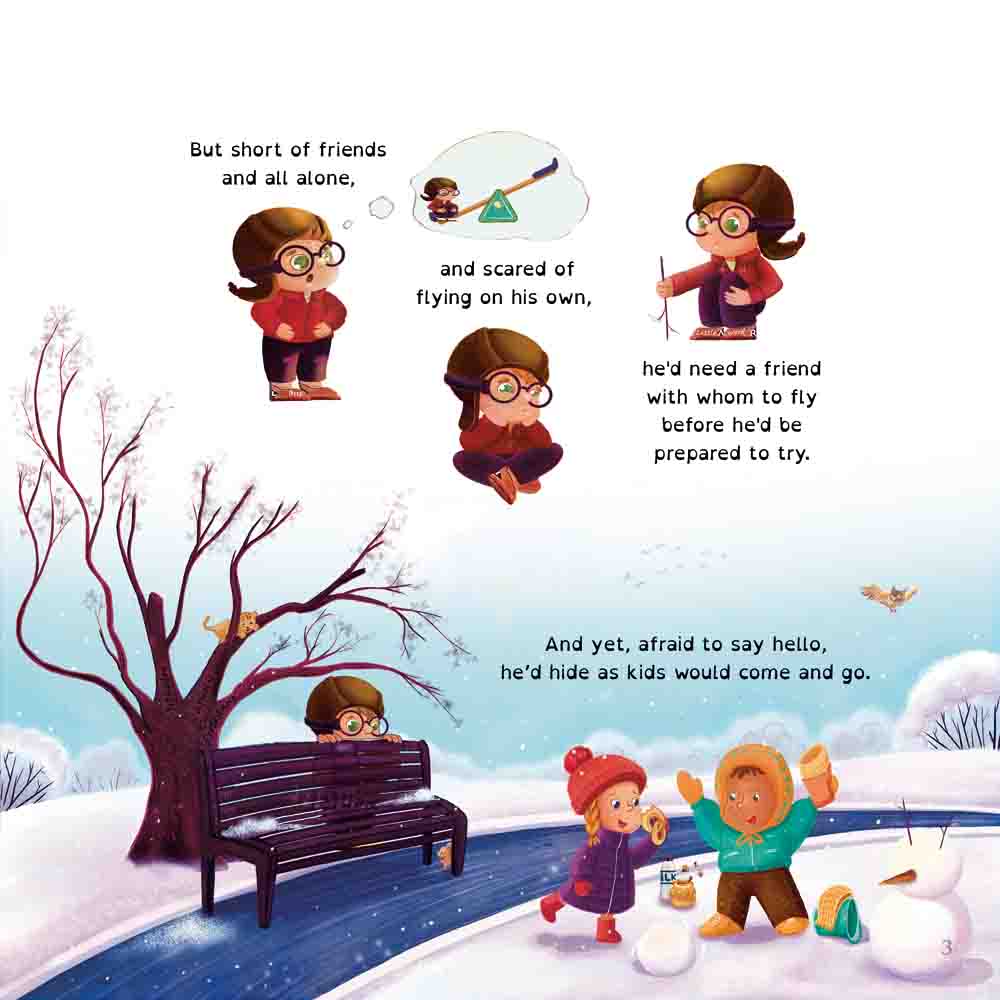 But short of friends
and all alone,
and scared of
flying on his own,
he'd need a friend
with whom to fly
before he'd be
prepared to try.
And yet, afraid to say hello,
he'd hide as kids would come and go.
LK
3